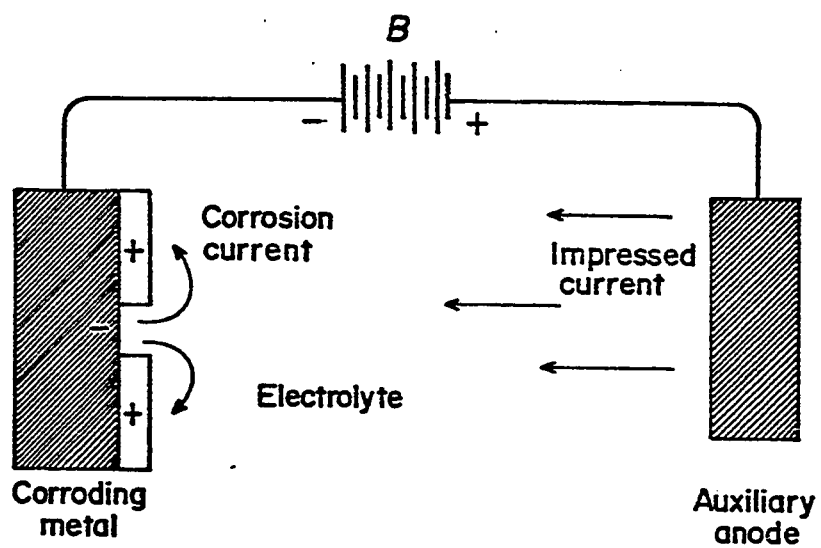 B
− +
Corrosion
current
Impressed
current
+
−
+
Electrolyte
Corroding
metal
Auxiliary
anode